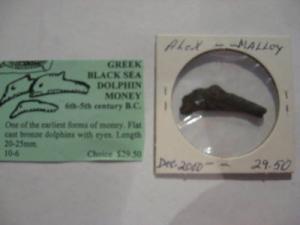 GREEK
BLACK SEA
DOLPHIN
MONEY
6th-5th century B.C.
One of the earliest forms of money. Flat
cast bronze dolphins with eyes. Length
20-25mm.
10-6 Choice $29.50
Alex - - Malloy
Dec. 2000 - - 29.50